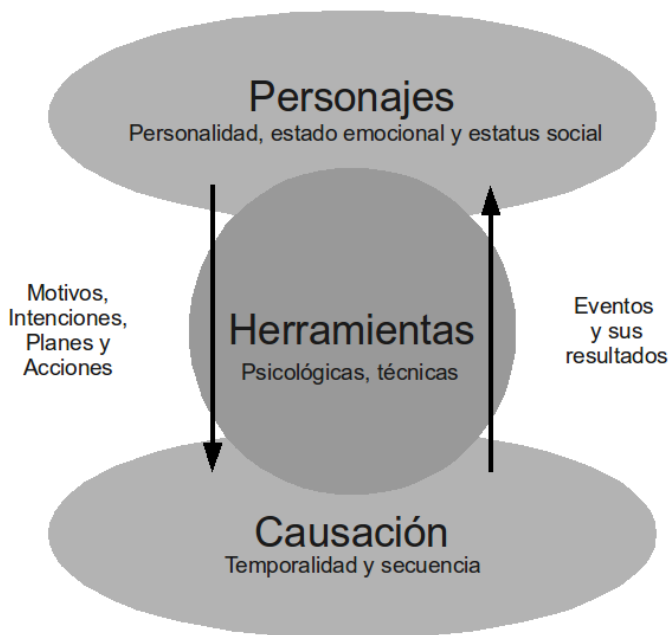 Personajes
Personalidad, estado emocional y estatus social
Motivos,
Intenciones,
Planes y
Acciones
Herramientas
Psicológicas, técnicas
Eventos
y sus
resultados
Causación
Temporalidad y secuencia